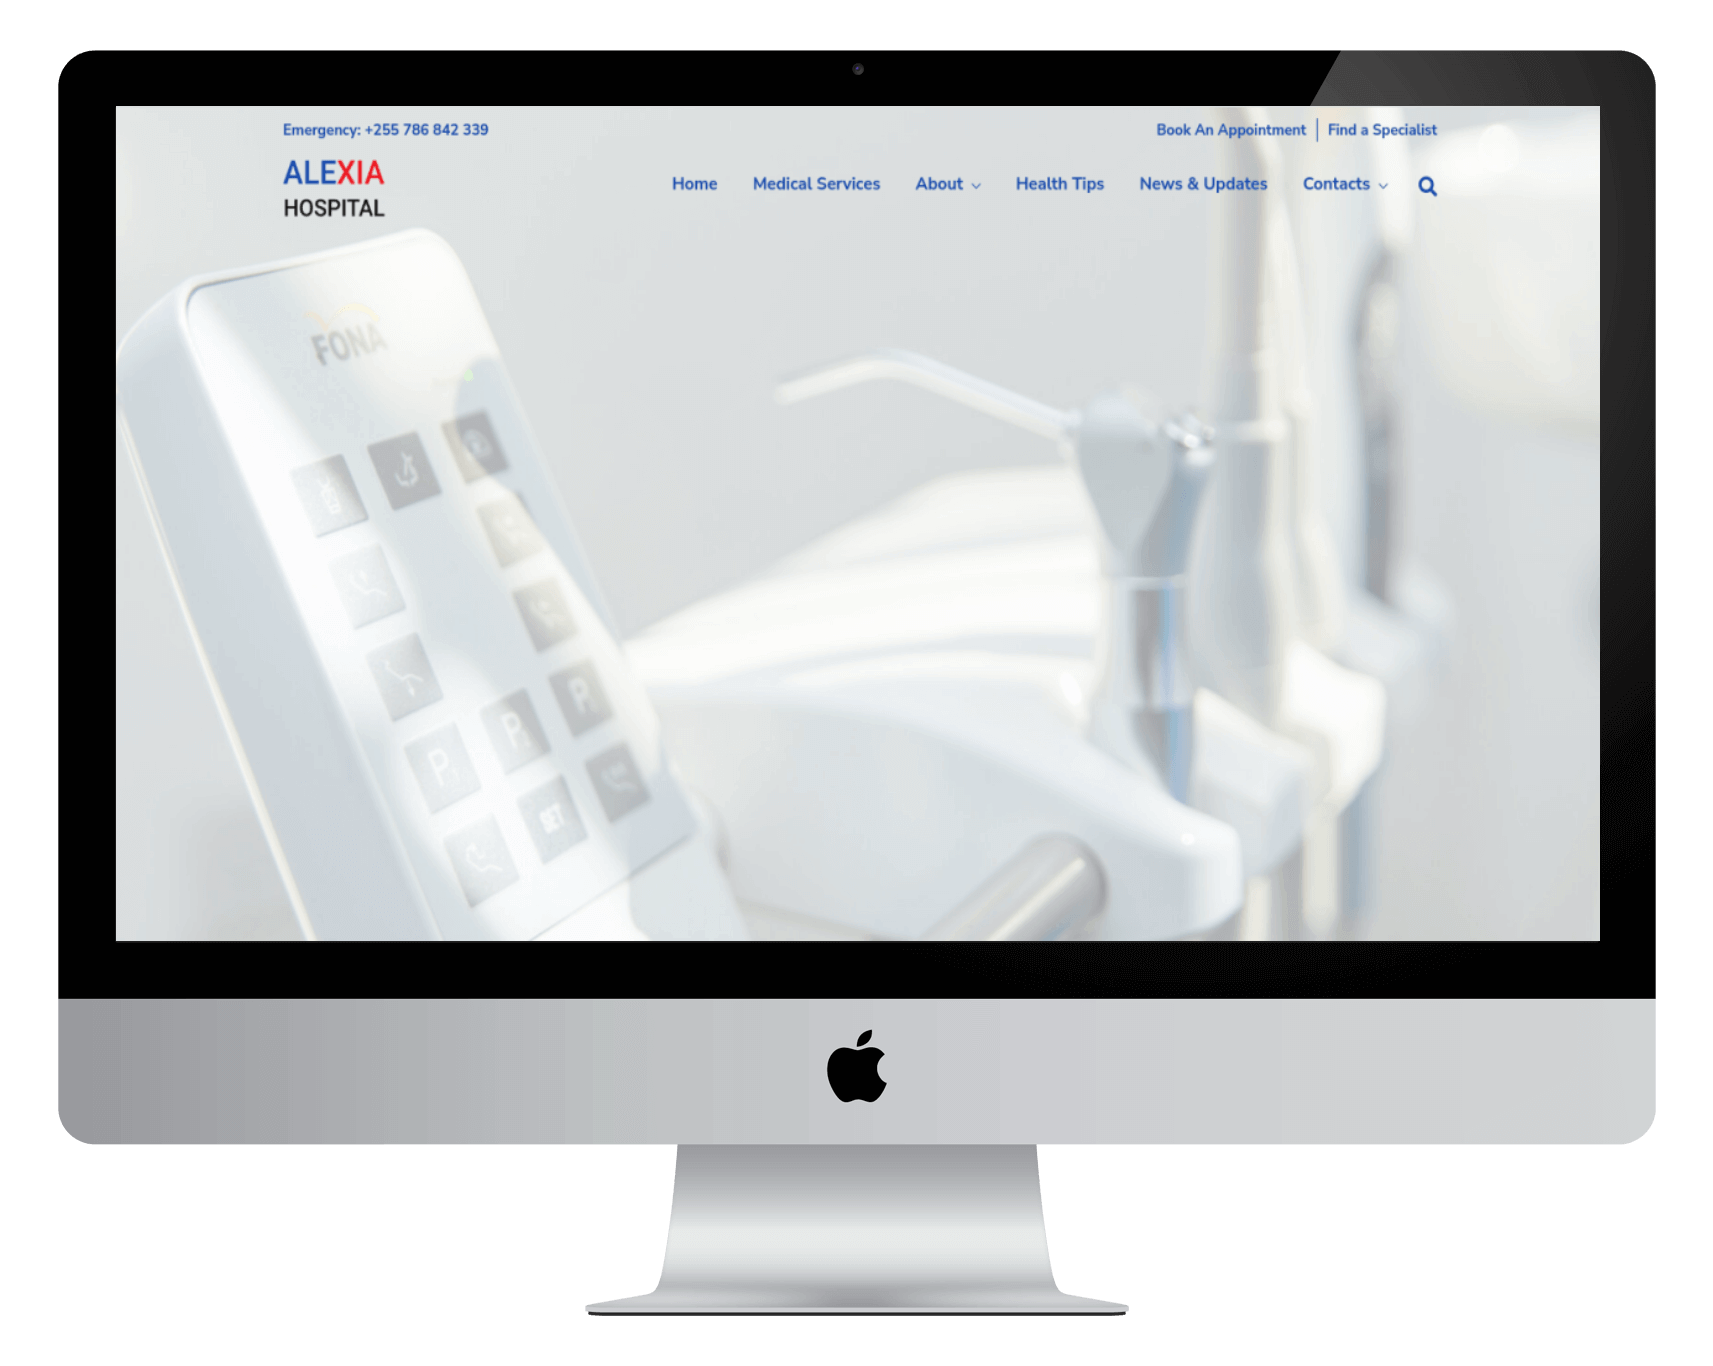 Emergency: +255 786 842 339
Book An Appointment | Find a Specialist
ALEXIA
HOSPITAL
Home Medical Services About Health Tips News & Updates Contacts
FONA
P P R
SET